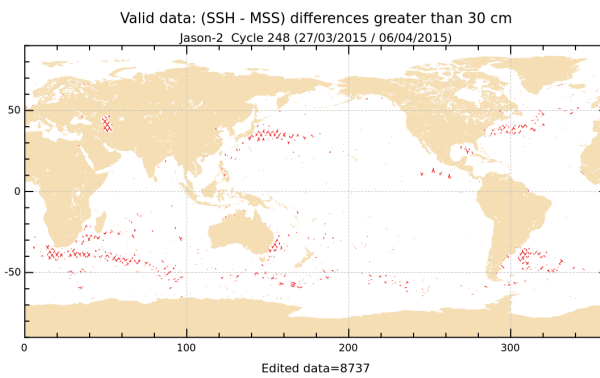 Valid data: (SSH - MSS) differences greater than 30 cm
Jason-2  Cycle 248 (27/03/2015 / 06/04/2015)
50
0
-50
0 100 200 300
Edited data=8737